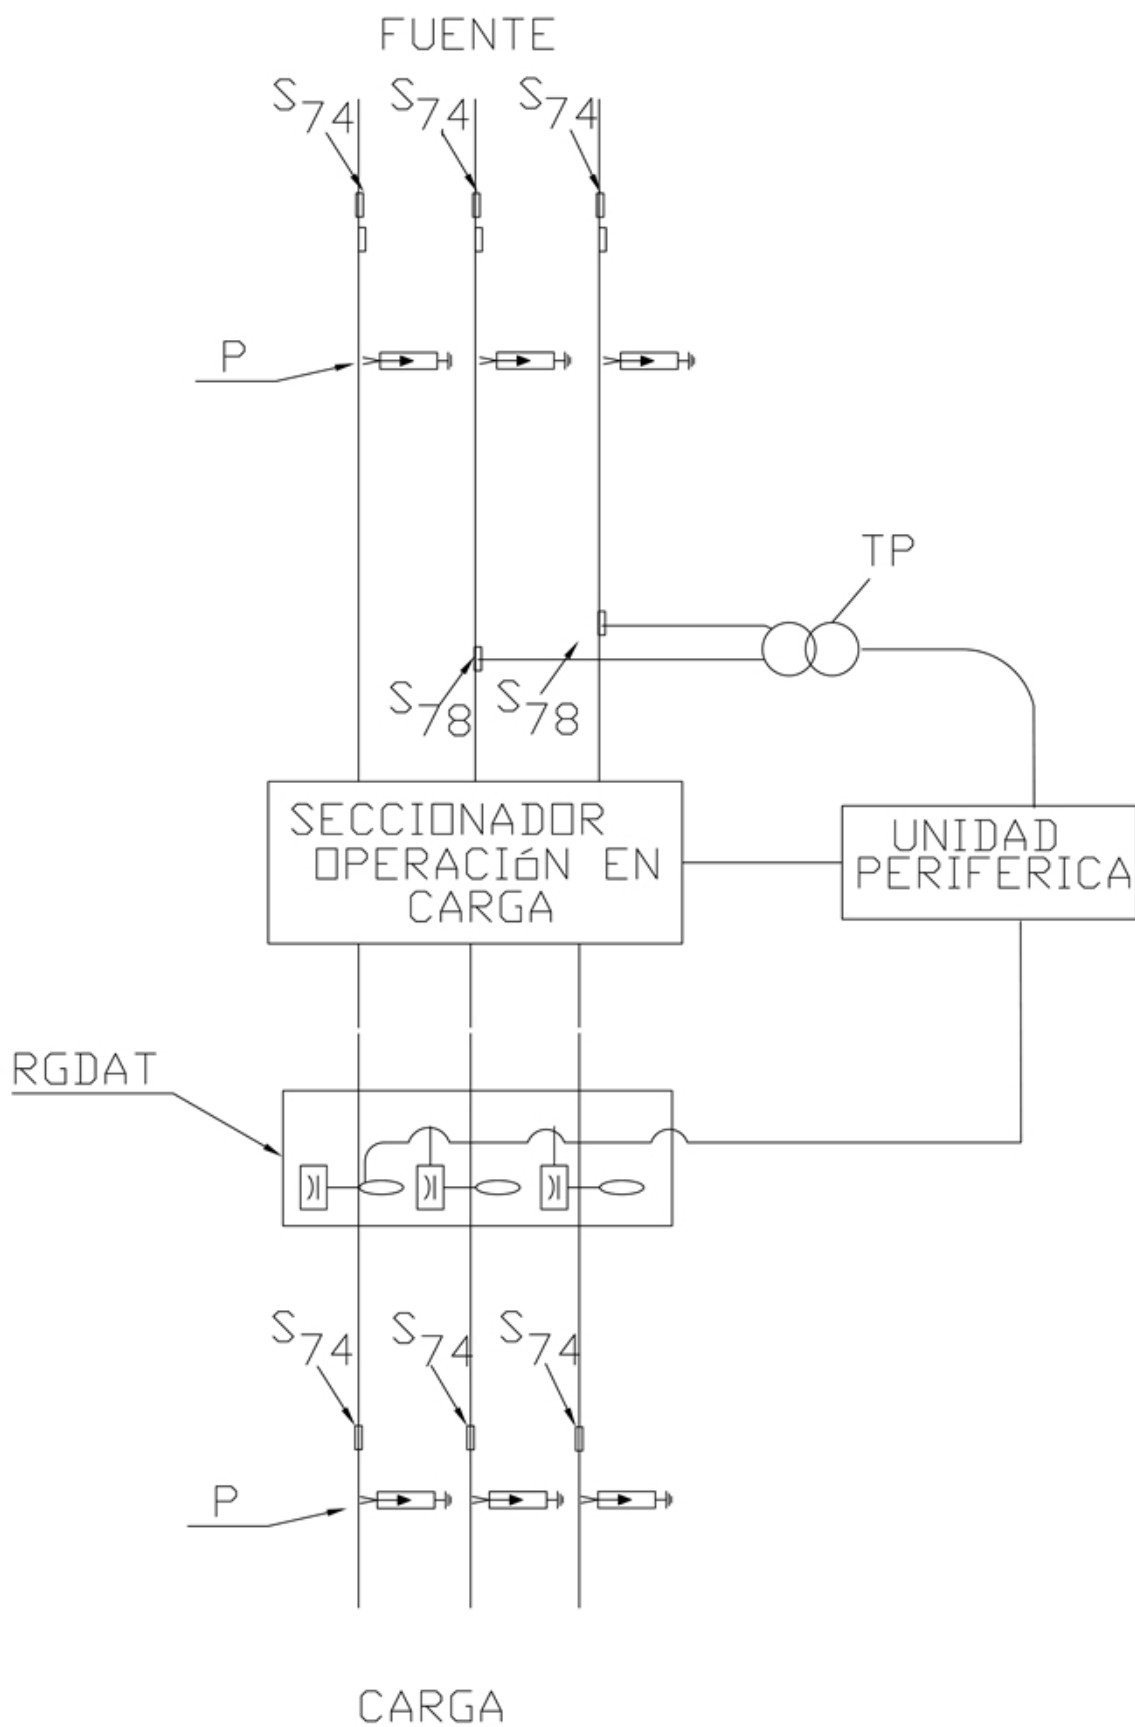 FUENTE
S74 S74 S74
P
TP
S78 S78
SECCIONADOR
OPERACIóN EN
CARGA
UNIDAD
PERIFERICA
RGDAT
S74 S74 S74
P
CARGA